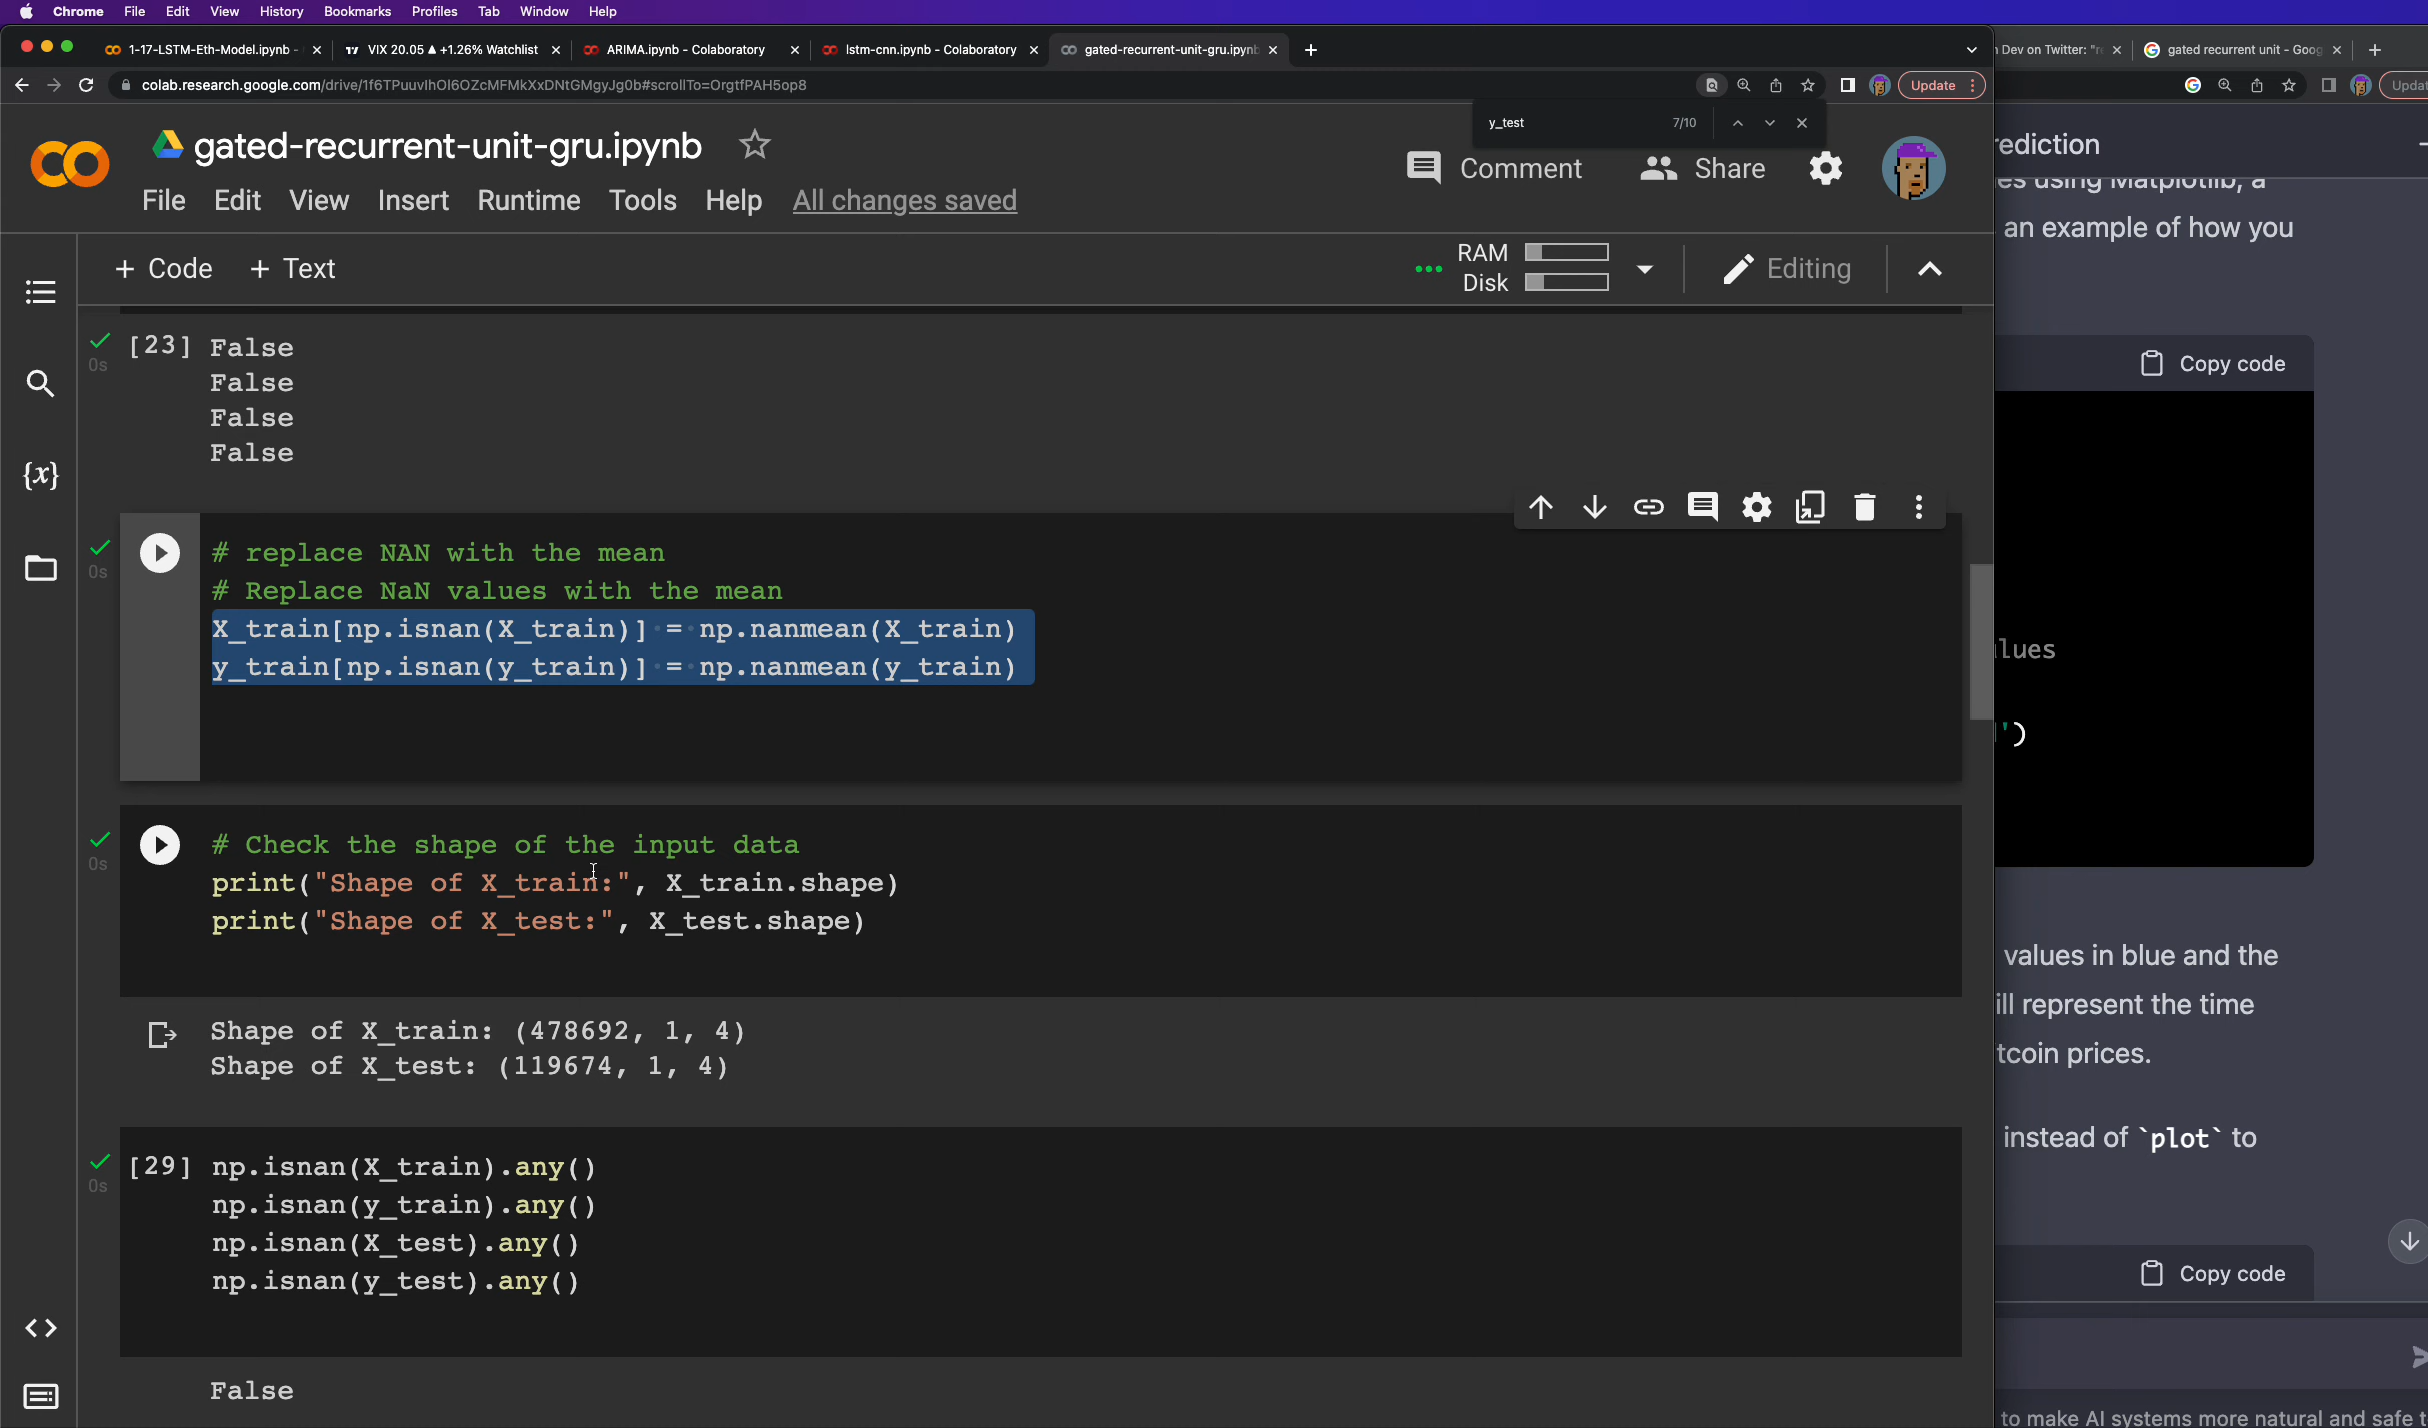 Chrome File Edit View History Bookmarks Profiles Tab Window Help
1-17-LSTM-Eth-Model.ipynb - VIX 20.05 ▲ +1.26% Watchlist ARIMA.ipynb - Colaboratory lstm-cnn.ipynb - Colaboratory gated-recurrent-unit-gru.ipynb
Dev on Twitter: "r gated recurrent unit - Goog
colab.research.google.com/drive/1f6TPuuvlhOl6OZcMFMkXxDNtGMgyJg0b#scrollTo=OrgtfPAH5op8
Update
Updat
y_test 7/10
gated-recurrent-unit-gru.ipynb
Comment Share
File Edit View Insert Runtime Tools Help All changes saved
+ Code + Text
RAM
Disk
Editing
[23] False
0s
False
False
False
# replace NAN with the mean
0s
# Replace NaN values with the mean
X_train[np.isnan(X_train)] = np.nanmean(X_train)
y_train[np.isnan(y_train)] = np.nanmean(y_train)
# Check the shape of the input data
0s
print("Shape of X_train:", X_train.shape)
print("Shape of X_test:", X_test.shape)
Shape of X_train: (478692, 1, 4)
Shape of X_test: (119674, 1, 4)
[29] np.isnan(X_train).any()
0s
np.isnan(y_train).any()
np.isnan(X_test).any()
np.isnan(y_test).any()
False
{x}
rediction
es using Matplotlib, a
an example of how you
Copy code
lues
')
values in blue and the
ill represent the time
tcoin prices.
instead of `plot` to
Copy code
to make AI systems more natural and safe t